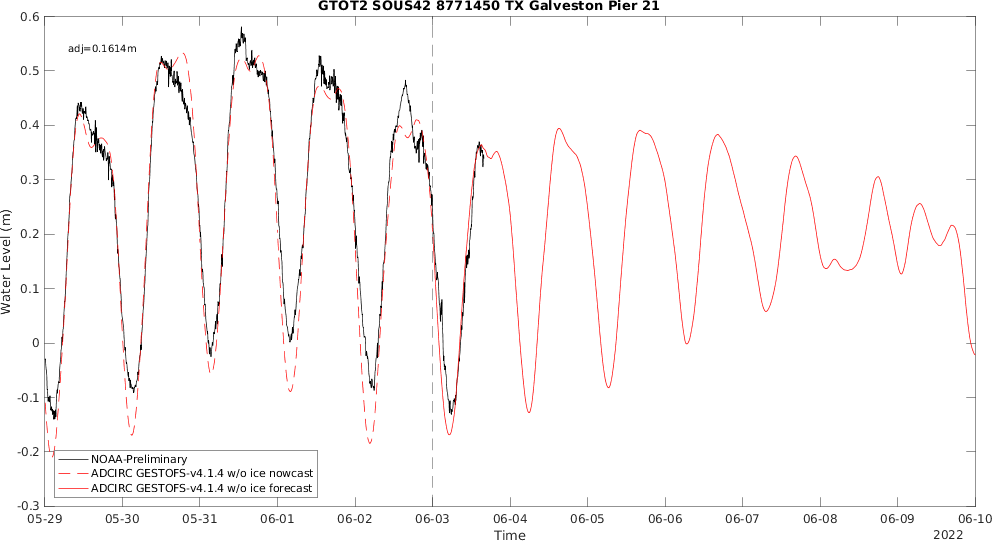 GTOT2 SOUS42 8771450 TX Galveston Pier 21
adj=0.1614m
0.6
0.5
0.4
0.3
0.2
0.1
0
-0.1
-0.2
-0.3
Water Level (m)
NOAA-Preliminary
ADCIRC GESTOFS-v4.1.4 w/o ice nowcast
ADCIRC GESTOFS-v4.1.4 w/o ice forecast
05-29 05-30 05-31 06-01 06-02 06-03 06-04 06-05 06-06 06-07 06-08 06-09 06-10
Time
2022